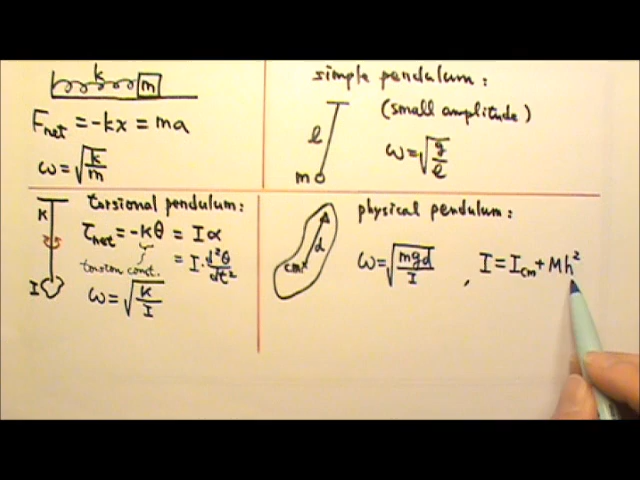 k
m
F_net = -kx = ma
ω = √(k/m)
simple pendulum:
(small amplitude)
l
m
ω = √(g/l)
torsional pendulum:
κ
τ_net = -κθ = Iα
= I·d²θ/dt²
torsion const.
I
ω = √(κ/I)
physical pendulum:
A
d
cm
ω = √(mgd/I) , I = I_cm + Mh²